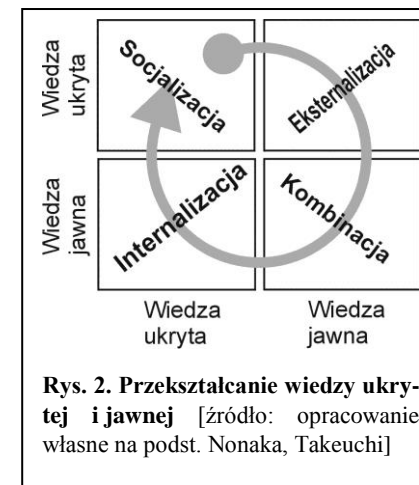 Wiedza
ukryta
Socjalizacja
Eksternalizacja
Wiedza
jawna
Internalizacja
Kombinacja
Wiedza
ukryta
Wiedza
jawna
Rys. 2. Przekształcanie wiedzy ukry-
tej i jawnej [źródło: opracowanie
własne na podst. Nonaka, Takeuchi]